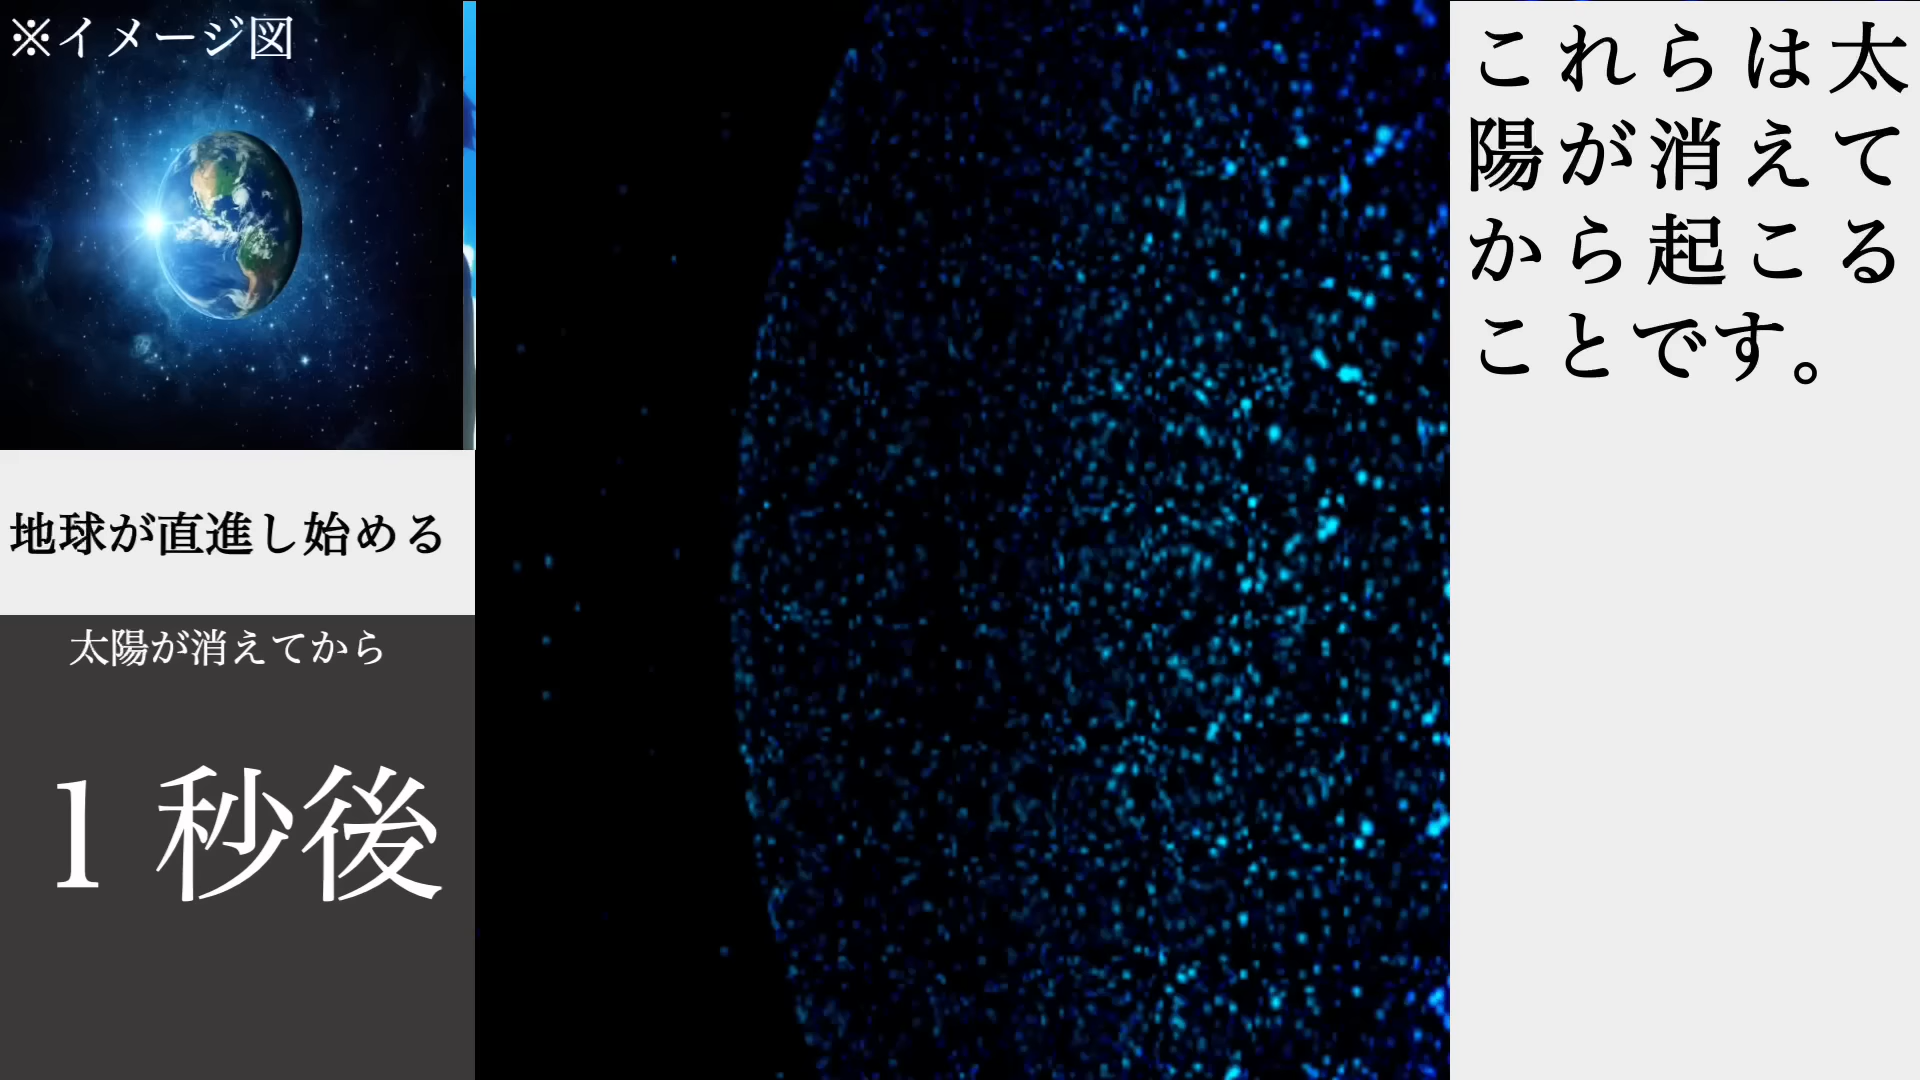 ※イメージ図
地球が直進し始める
太陽が消えてから
1秒後
これらは太
陽が消えて
から起こる
ことです。